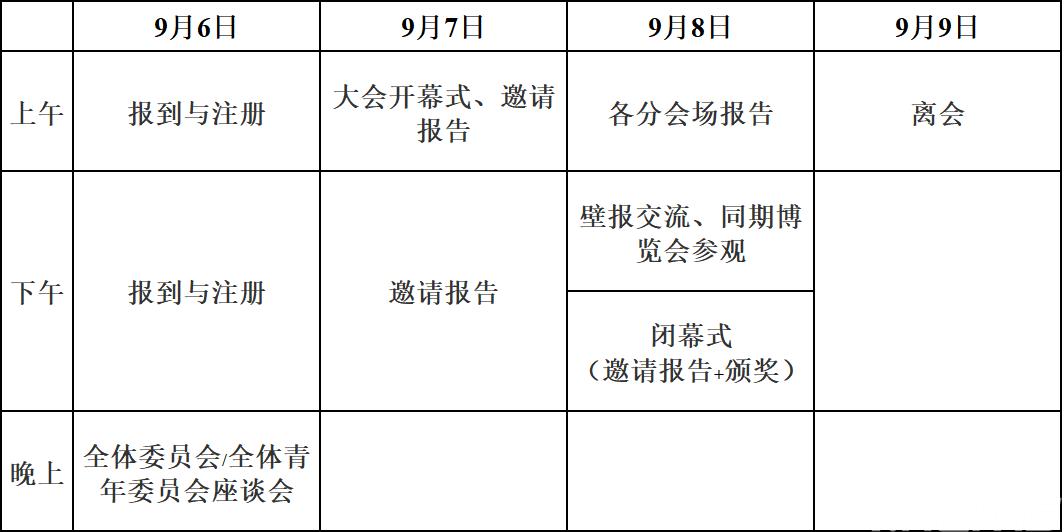 9月6日 9月7日 9月8日 9月9日
上午 报到与注册 大会开幕式、邀请
报告 各分会场报告 离会
下午 报到与注册 邀请报告 壁报交流、同期博
览会参观
闭幕式
（邀请报告+颁奖）
晚上 全体委员会/全体青
年委员会座谈会